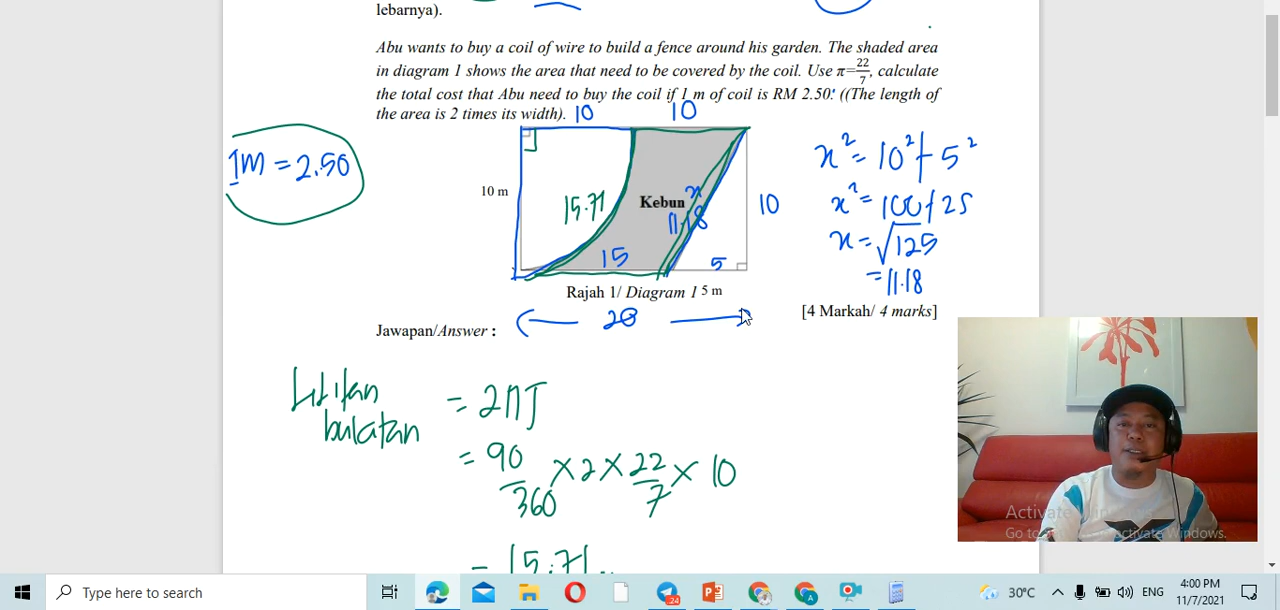 lebarnya).
Abu wants to buy a coil of wire to build a fence around his garden. The shaded area
in diagram 1 shows the area that need to be covered by the coil. Use π=22/7, calculate
the total cost that Abu need to buy the coil if 1 m of coil is RM 2.50. ((The length of
the area is 2 times its width).
10
10
1m = 2.50
x² = 10² + 5²
10 m
15.71
Kebun
x
11.18
10
x² = 100 + 25
x = √125
15
5
= 11.18
Rajah 1/ Diagram 1
5 m
20
[4 Markah/ 4 marks]
Jawapan/Answer :
Lilitan
bulatan
= 2πj
= 90/360 × 2 × 22/7 × 10
= 15.71
Activate Windows
Type here to search
24
30°C
ENG
4:00 PM
11/7/2021